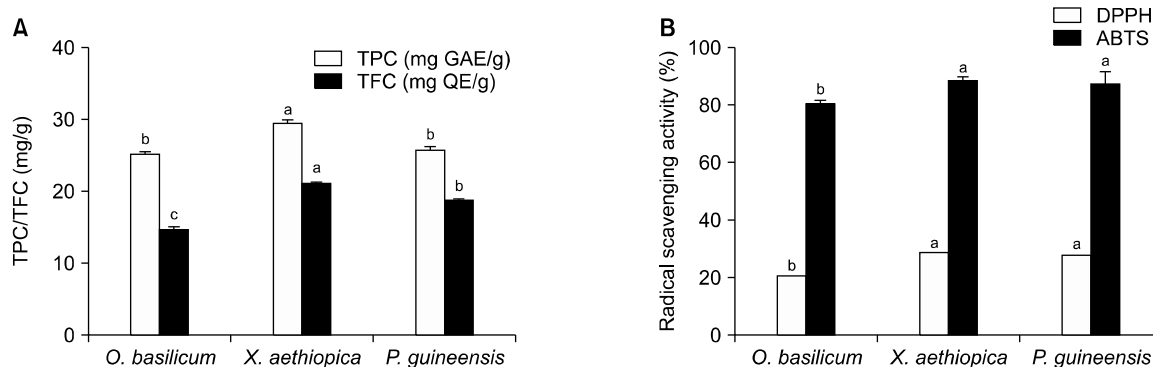 A
TPC/TFC (mg/g)
40
30
20
10
0
TPC (mg GAE/g)
TFC (mg QE/g)
b
c
a
a
b
b
O. basilicum
X. aethiopica
P. guineensis
B
Radical scavenging activity (%)
100
80
60
40
20
0
DPPH
ABTS
b
b
a
a
a
a
O. basilicum
X. aethiopica
P. guineensis